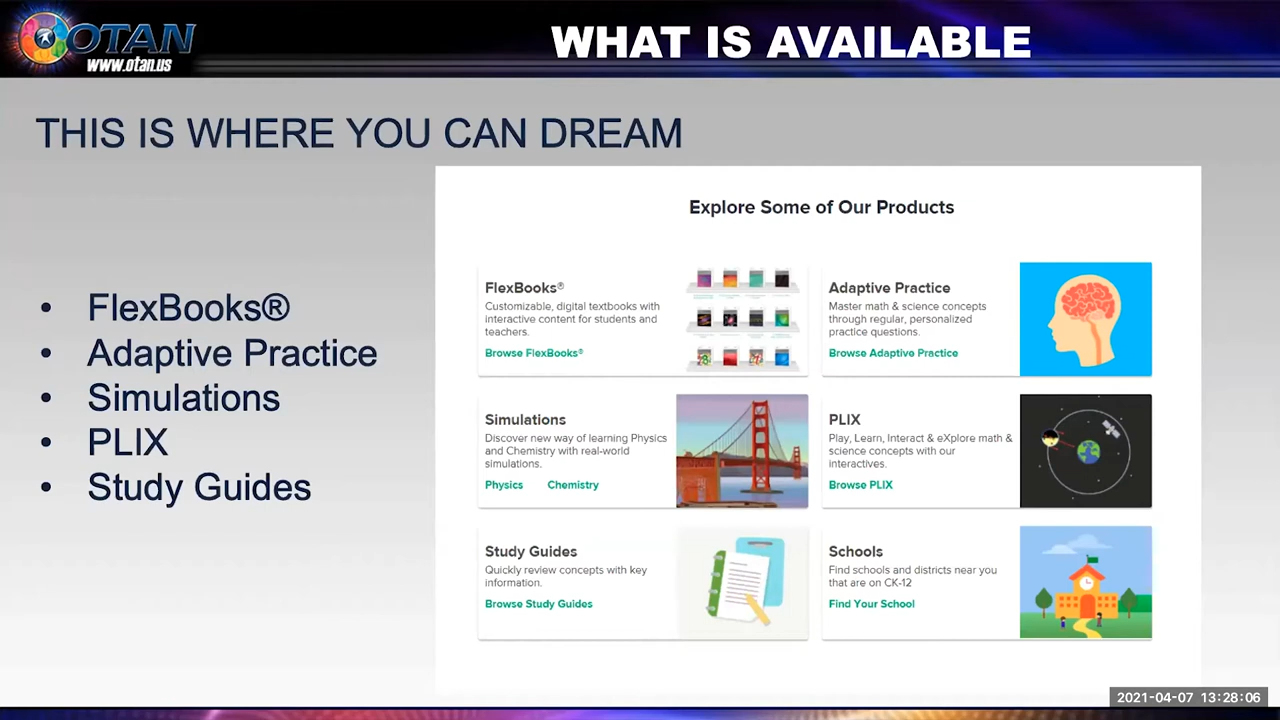 OTAN
www.otan.us
WHAT IS AVAILABLE
THIS IS WHERE YOU CAN DREAM
• FlexBooks®
• Adaptive Practice
• Simulations
• PLIX
• Study Guides
Explore Some of Our Products
FlexBooks®
Customizable, digital textbooks with
interactive content for students and
teachers.
Browse FlexBooks®
Adaptive Practice
Master math & science concepts
through regular, personalized
practice questions.
Browse Adaptive Practice
Simulations
Discover new way of learning Physics
and Chemistry with real-world
simulations.
Physics Chemistry
PLIX
Play, Learn, Interact & eXplore math &
science concepts with our
interactives.
Browse PLIX
Study Guides
Quickly review concepts with key
information.
Browse Study Guides
Schools
Find schools and districts near you
that are on CK-12
Find Your School
2021-04-07 13:28:06